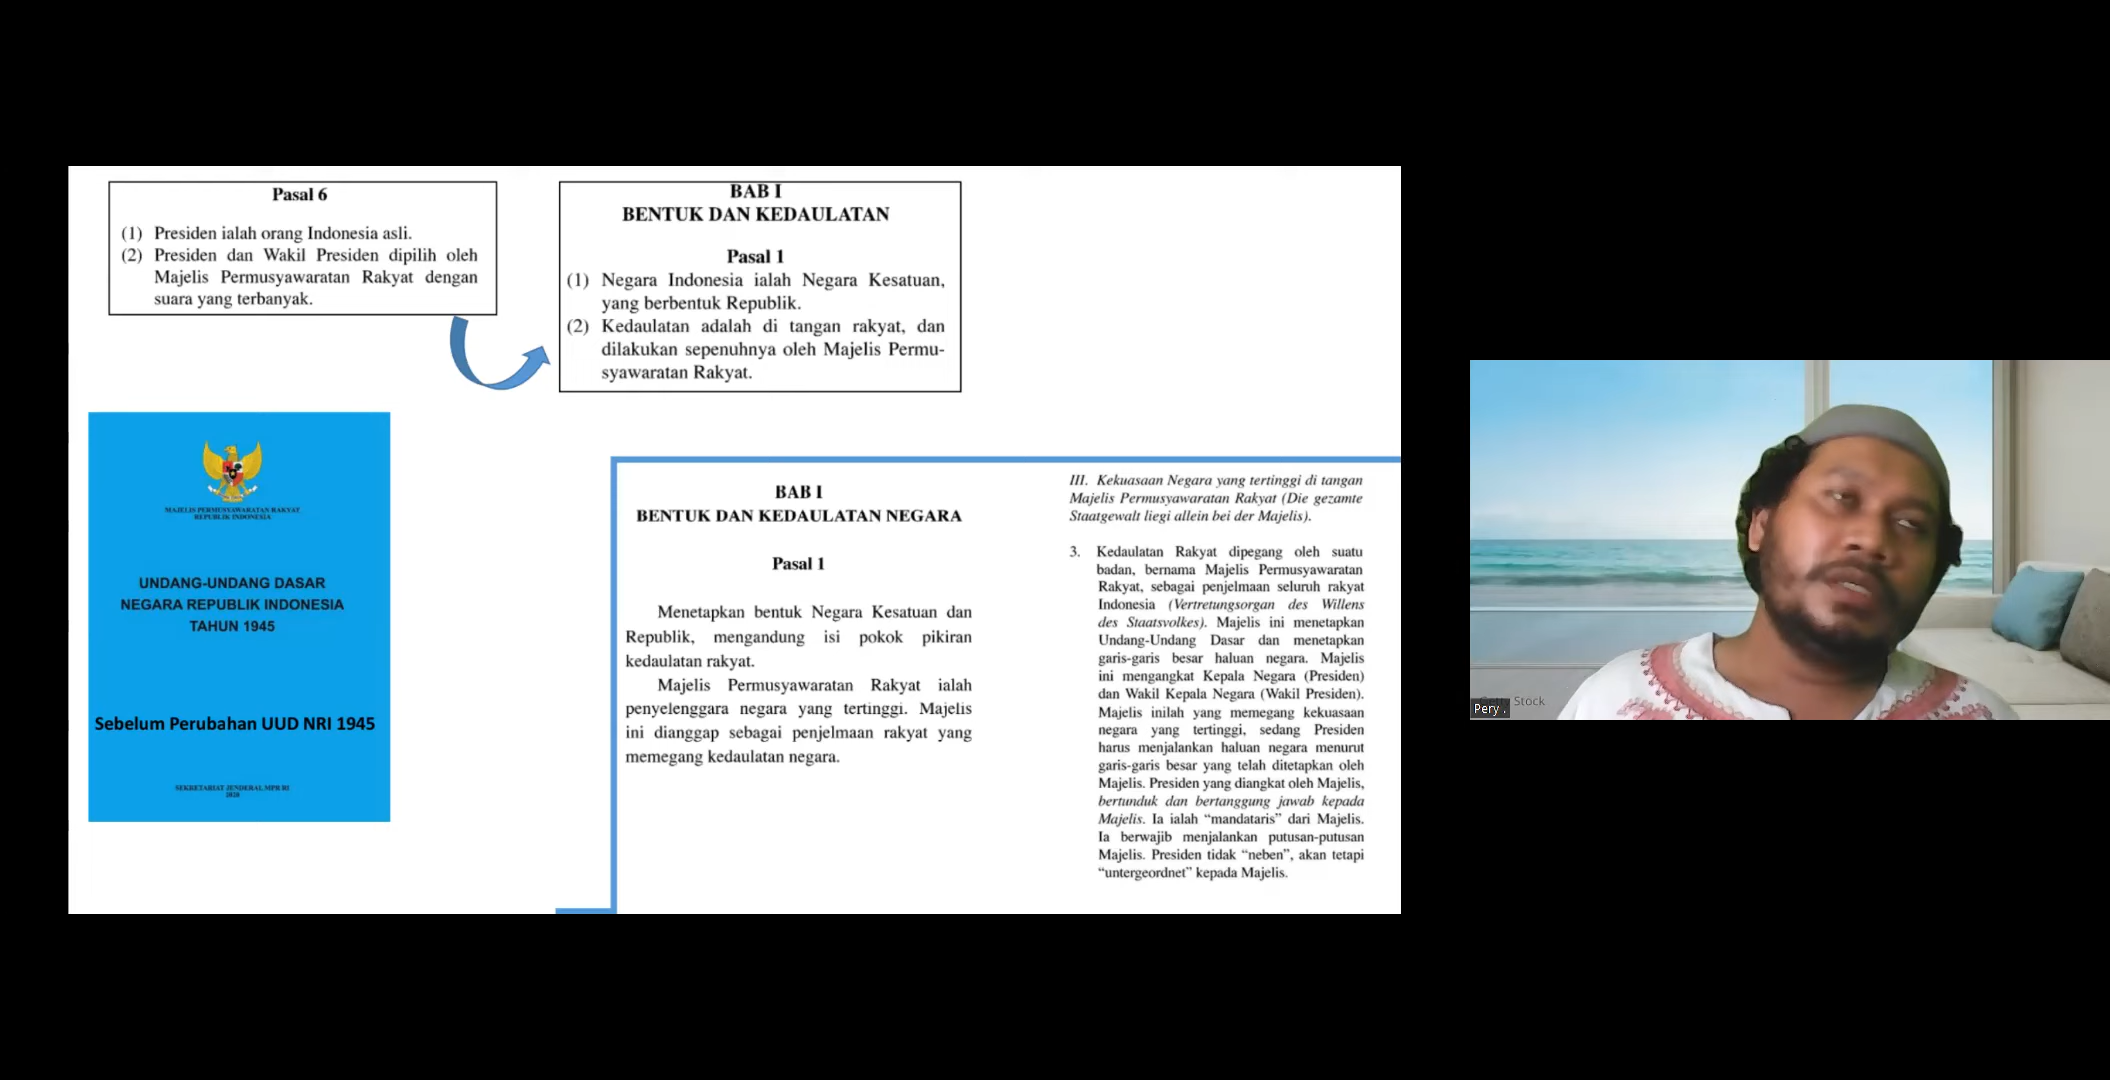 Pasal 6
(1) Presiden ialah orang Indonesia asli.
(2) Presiden dan Wakil Presiden dipilih oleh
Majelis Permusyawaratan Rakyat dengan
suara yang terbanyak.
BAB I
BENTUK DAN KEDAULATAN
Pasal 1
(1) Negara Indonesia ialah Negara Kesatuan,
yang berbentuk Republik.
(2) Kedaulatan adalah di tangan rakyat, dan
dilakukan sepenuhnya oleh Majelis Permu-
syawaratan Rakyat.
MAJELIS PERMUSYAWARATAN RAKYAT
REPUBLIK INDONESIA
UNDANG-UNDANG DASAR
NEGARA REPUBLIK INDONESIA
TAHUN 1945
Sebelum Perubahan UUD NRI 1945
SEKRETARIAT JENDERAL MPR RI
2020
BAB I
BENTUK DAN KEDAULATAN NEGARA
Pasal 1
Menetapkan bentuk Negara Kesatuan dan
Republik, mengandung isi pokok pikiran
kedaulatan rakyat.
Majelis Permusyawaratan Rakyat ialah
penyelenggara negara yang tertinggi. Majelis
ini dianggap sebagai penjelmaan rakyat yang
memegang kedaulatan negara.
III. Kekuasaan Negara yang tertinggi di tangan
Majelis Permusyawaratan Rakyat (Die gezamte
Staatgewalt liegi allein bei der Majelis).
3. Kedaulatan Rakyat dipegang oleh suatu
badan, bernama Majelis Permusyawaratan
Rakyat, sebagai penjelmaan seluruh rakyat
Indonesia (Vertretungsorgan des Willens
des Staatsvolkes). Majelis ini menetapkan
Undang-Undang Dasar dan menetapkan
garis-garis besar haluan negara. Majelis
ini mengangkat Kepala Negara (Presiden)
dan Wakil Kepala Negara (Wakil Presiden).
Majelis inilah yang memegang kekuasaan
negara yang tertinggi, sedang Presiden
harus menjalankan haluan negara menurut
garis-garis besar yang telah ditetapkan oleh
Majelis. Presiden yang diangkat oleh Majelis,
bertunduk dan bertanggung jawab kepada
Majelis. Ia ialah “mandataris” dari Majelis.
Ia berwajib menjalankan putusan-putusan
Majelis. Presiden tidak “neben”, akan tetapi
“untergeordnet” kepada Majelis.
Stock
Pery .